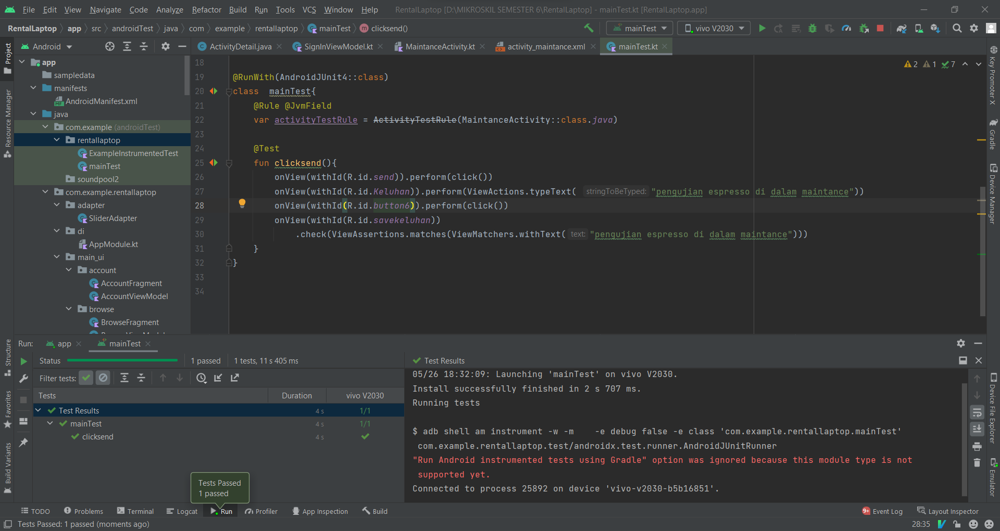 File Edit View Navigate Code Analyze Refactor Build Run Tools VCS Window Help RentalLaptop [D:\MIKROSKIL SEMESTER 6\RentalLaptop] - mainTest.kt [RentalLaptop.app]
RentalLaptop app src androidTest java com example rentallaptop mainTest m clicksend() mainTest vivo V2030
Project
Resource Manager
Structure
Favorites
Build Variants
Android
app
sampledata
manifests
AndroidManifest.xml
java
com.example (androidTest)
rentallaptop
ExampleInstrumentedTest
mainTest
soundpool2
com.example.rentallaptop
adapter
SliderAdapter
di
AppModule.kt
main_ui
account
AccountFragment
AccountViewModel
browse
BrowseFragment
ActivityDetail.java SignInViewModel.kt MaintanceActivity.kt activity_maintance.xml mainTest.kt
2 1 7
18
19 @RunWith(AndroidJUnit4::class)
20 class mainTest{
21 @Rule @JvmField
22 var activityTestRule = ActivityTestRule(MaintanceActivity::class.java)
23
24 @Test
25 fun clicksend(){
26 onView(withId(R.id.send)).perform(click())
27 onView(withId(R.id.Keluhan)).perform(ViewActions.typeText( stringToBeTyped: "pengujian espresso di dalam maintance"))
28 onView(withId(R.id.button6)).perform(click())
29 onView(withId(R.id.savekeluhan))
30 .check(ViewAssertions.matches(ViewMatchers.withText( text: "pengujian espresso di dalam maintance")))
31 }
32 }
33
34
Key Promoter X
Gradle
Device Manager
Device File Explorer
Emulator
Run: app mainTest
Status 1 passed 1 tests, 11 s 405 ms
Filter tests:
Tests Duration vivo V2030
Test Results 4 s 1/1
mainTest 4 s 1/1
clicksend 4 s
Test Results
05/26 18:32:09: Launching 'mainTest' on vivo V2030.
Install successfully finished in 2 s 707 ms.
Running tests
$ adb shell am instrument -w -m    -e debug false -e class 'com.example.rentallaptop.mainTest'
com.example.rentallaptop.test/androidx.test.runner.AndroidJUnitRunner
"Run Android instrumented tests using Gradle" option was ignored because this module type is not
supported yet.
Connected to process 25892 on device 'vivo-v2030-b5b16851'.
Tests Passed
1 passed
TODO Problems Terminal Logcat Run Profiler App Inspection Build 9+ Event Log Layout Inspector
Tests Passed: 1 passed (moments ago) 28:35